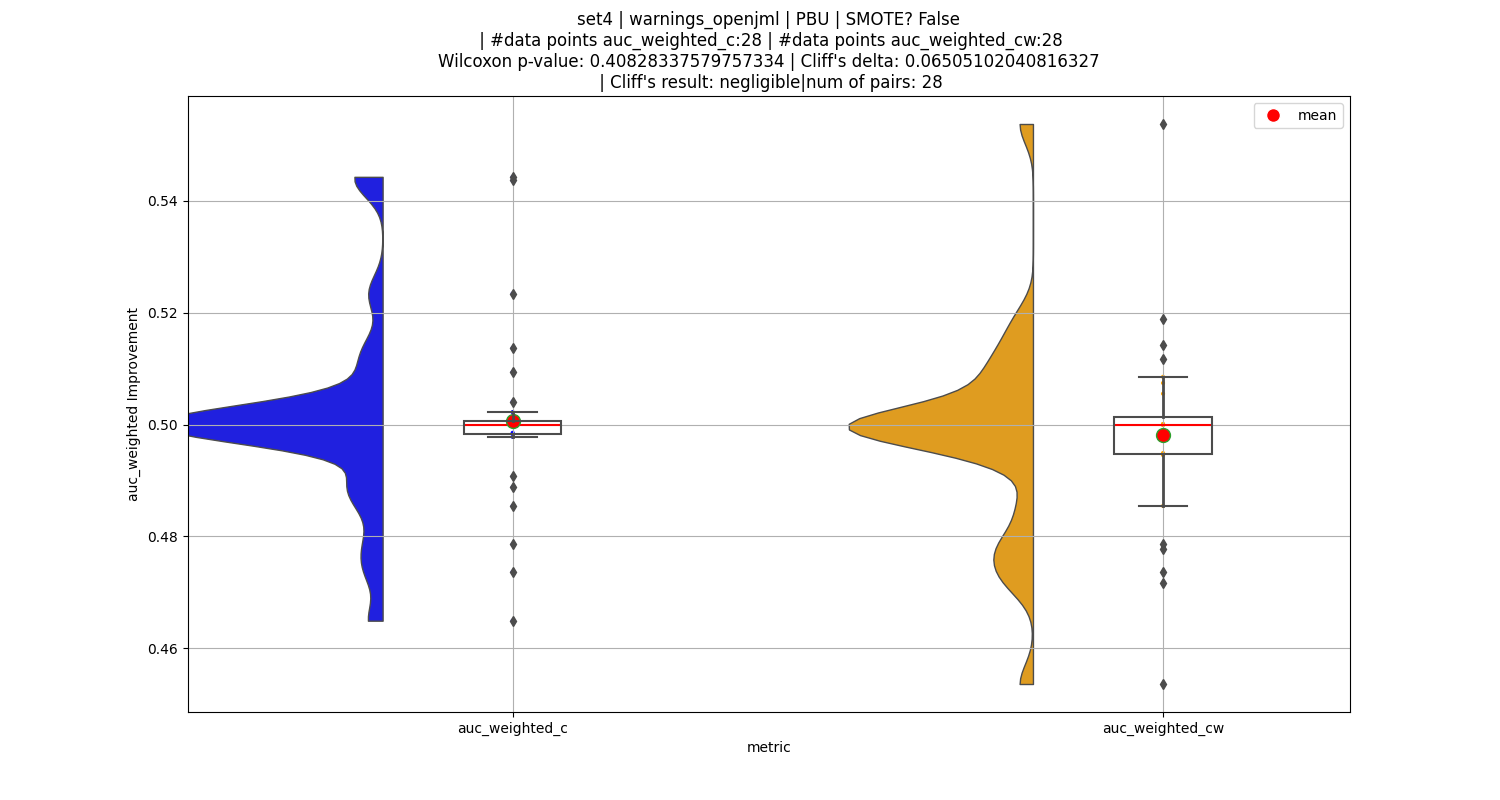 set4 | warnings_openjml | PBU | SMOTE? False
| #data points auc_weighted_c:28 | #data points auc_weighted_cw:28
Wilcoxon p-value: 0.40828337579757334 | Cliff's delta: 0.06505102040816327
| Cliff's result: negligible|num of pairs: 28
mean
auc_weighted Improvement
0.54
0.52
0.50
0.48
0.46
auc_weighted_c
auc_weighted_cw
metric